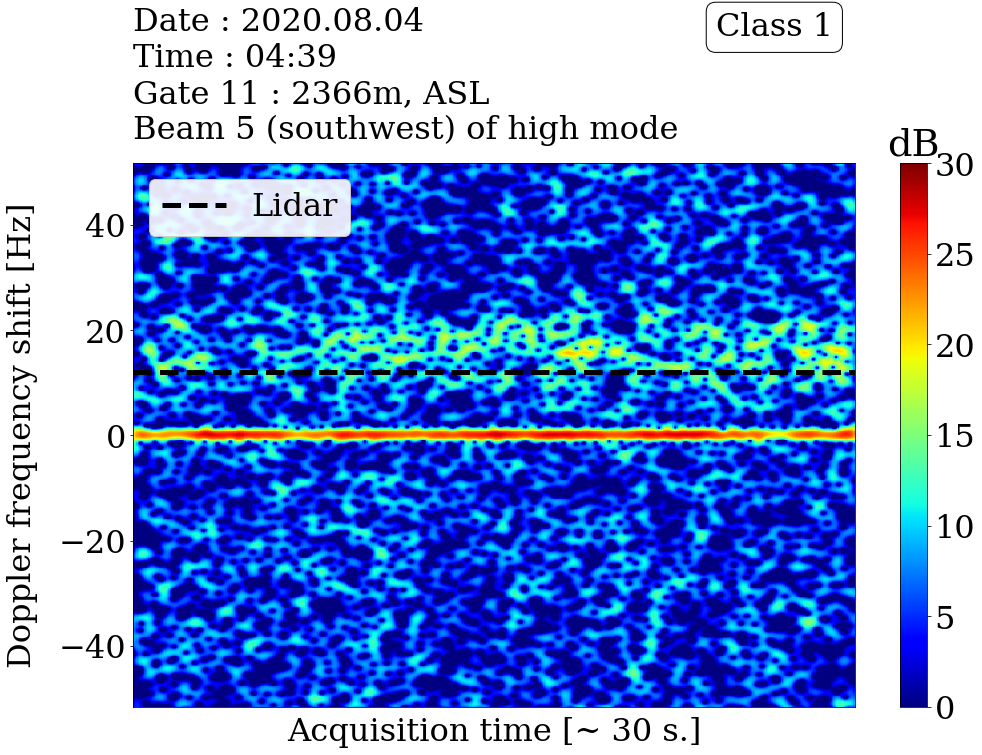 Date : 2020.08.04
Time : 04:39
Gate 11 : 2366m, ASL
Beam 5 (southwest) of high mode
Class 1
dB
Lidar
Doppler frequency shift [Hz]
40
20
0
−20
−40
30
25
20
15
10
5
0
Acquisition time [~ 30 s.]